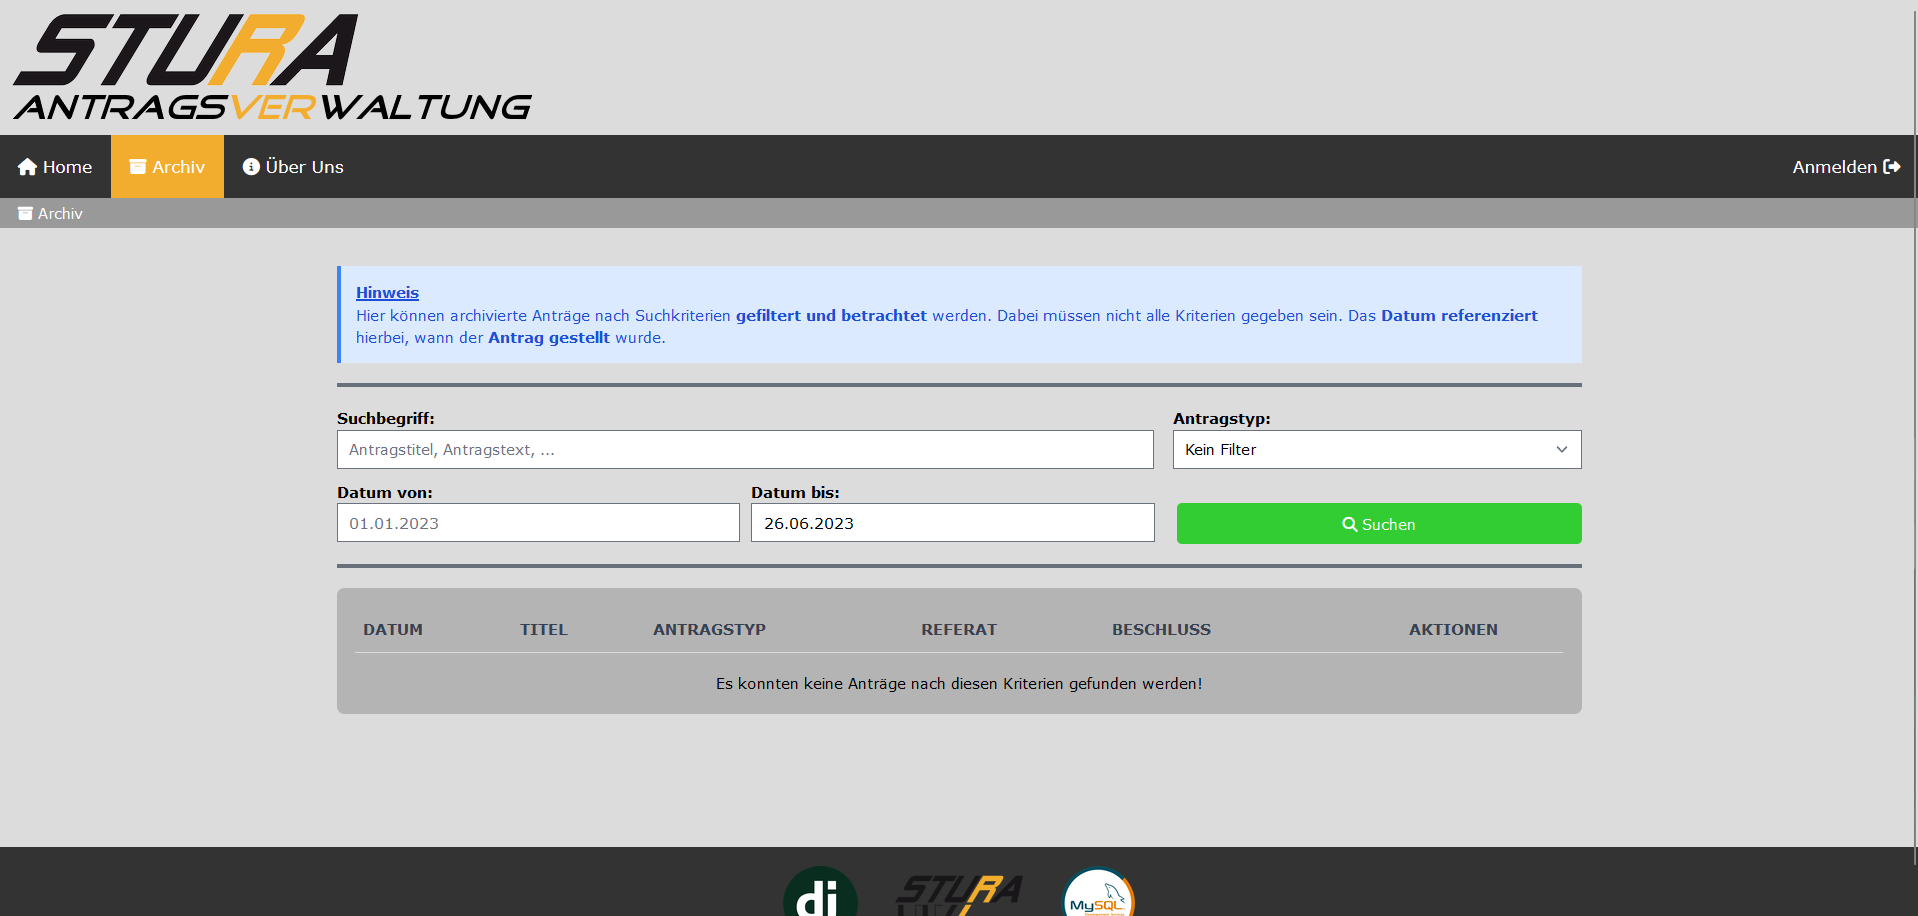 STURA
ANTRAGSVERWALTUNG
Home
Archiv
Über Uns
Anmelden
Archiv
Hinweis
Hier können archivierte Anträge nach Suchkriterien gefiltert und betrachtet werden. Dabei müssen nicht alle Kriterien gegeben sein. Das Datum referenziert
hierbei, wann der Antrag gestellt wurde.
Suchbegriff:
Antragstyp:
Antragstitel, Antragstext, ...
Kein Filter
Datum von:
Datum bis:
01.01.2023
26.06.2023
Suchen
DATUM TITEL ANTRAGSTYP REFERAT BESCHLUSS AKTIONEN
Es konnten keine Anträge nach diesen Kriterien gefunden werden!
di
STURA
MySQL